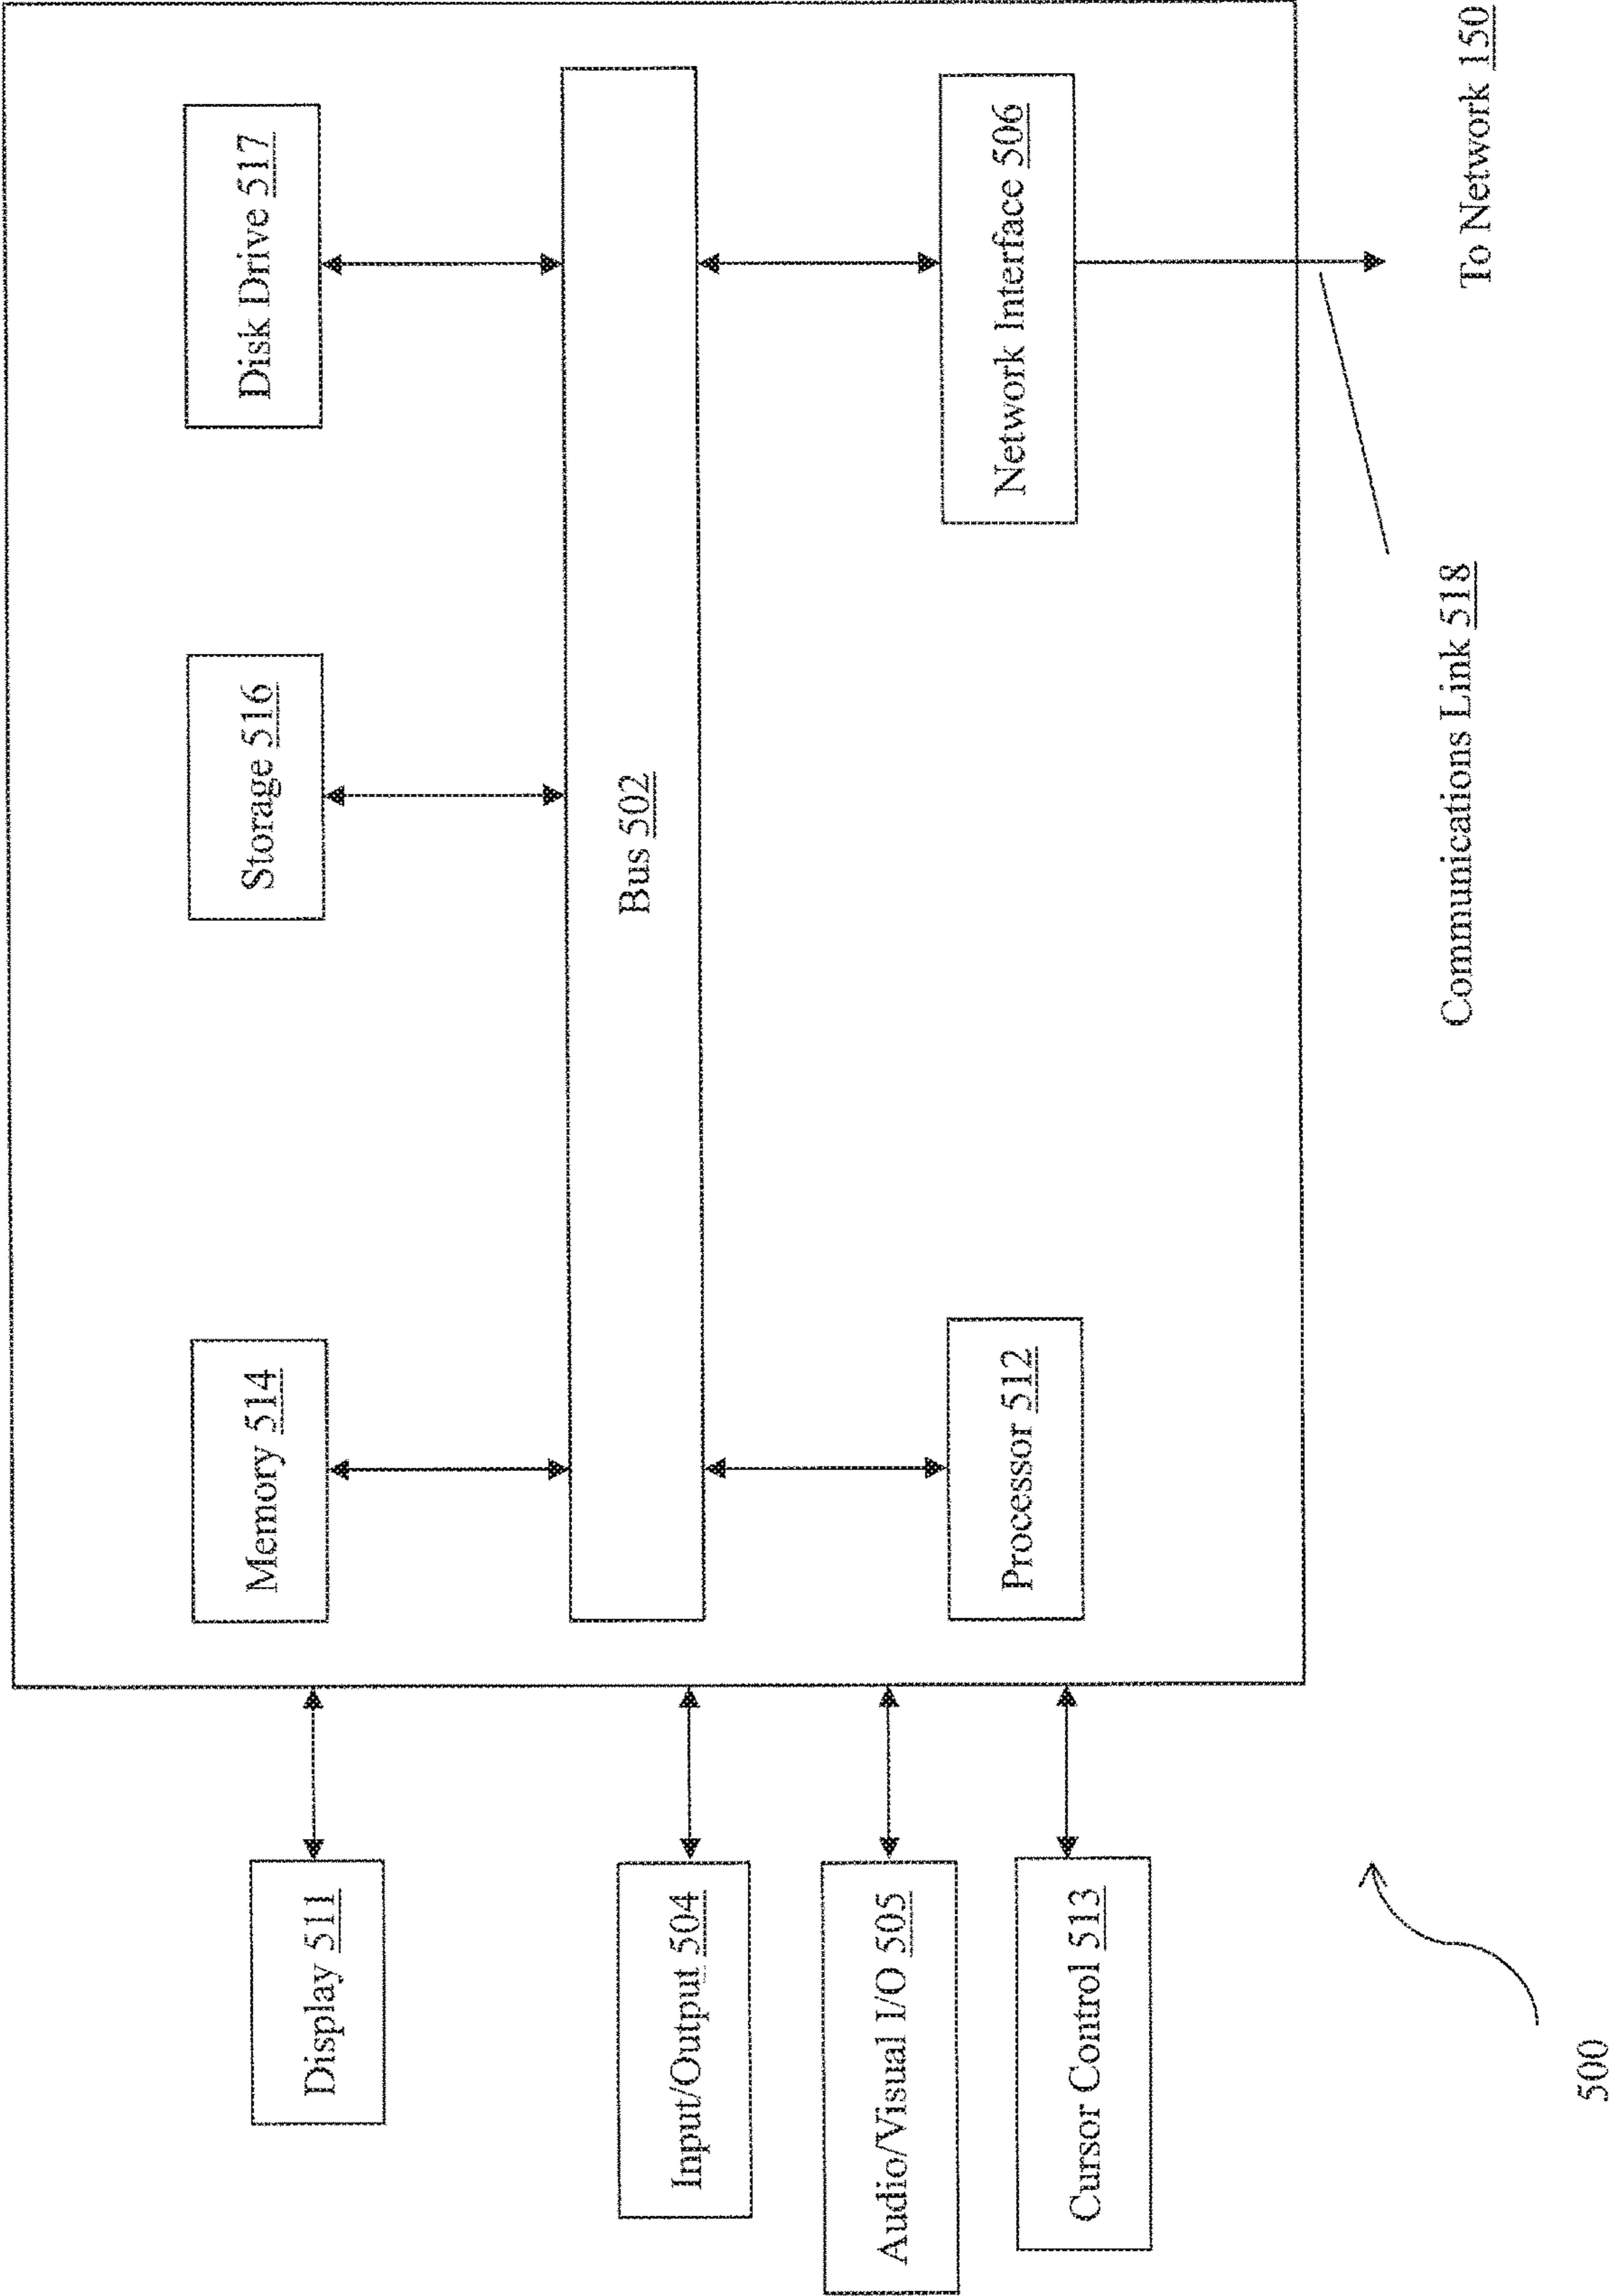 Display 511
Memory 514
Storage 516
Disk Drive 517
Input/Output 504
Bus 502
Audio/Visual I/O 505
Cursor Control 513
Processor 512
Network Interface 506
500
Communications Link 518
To Network 150